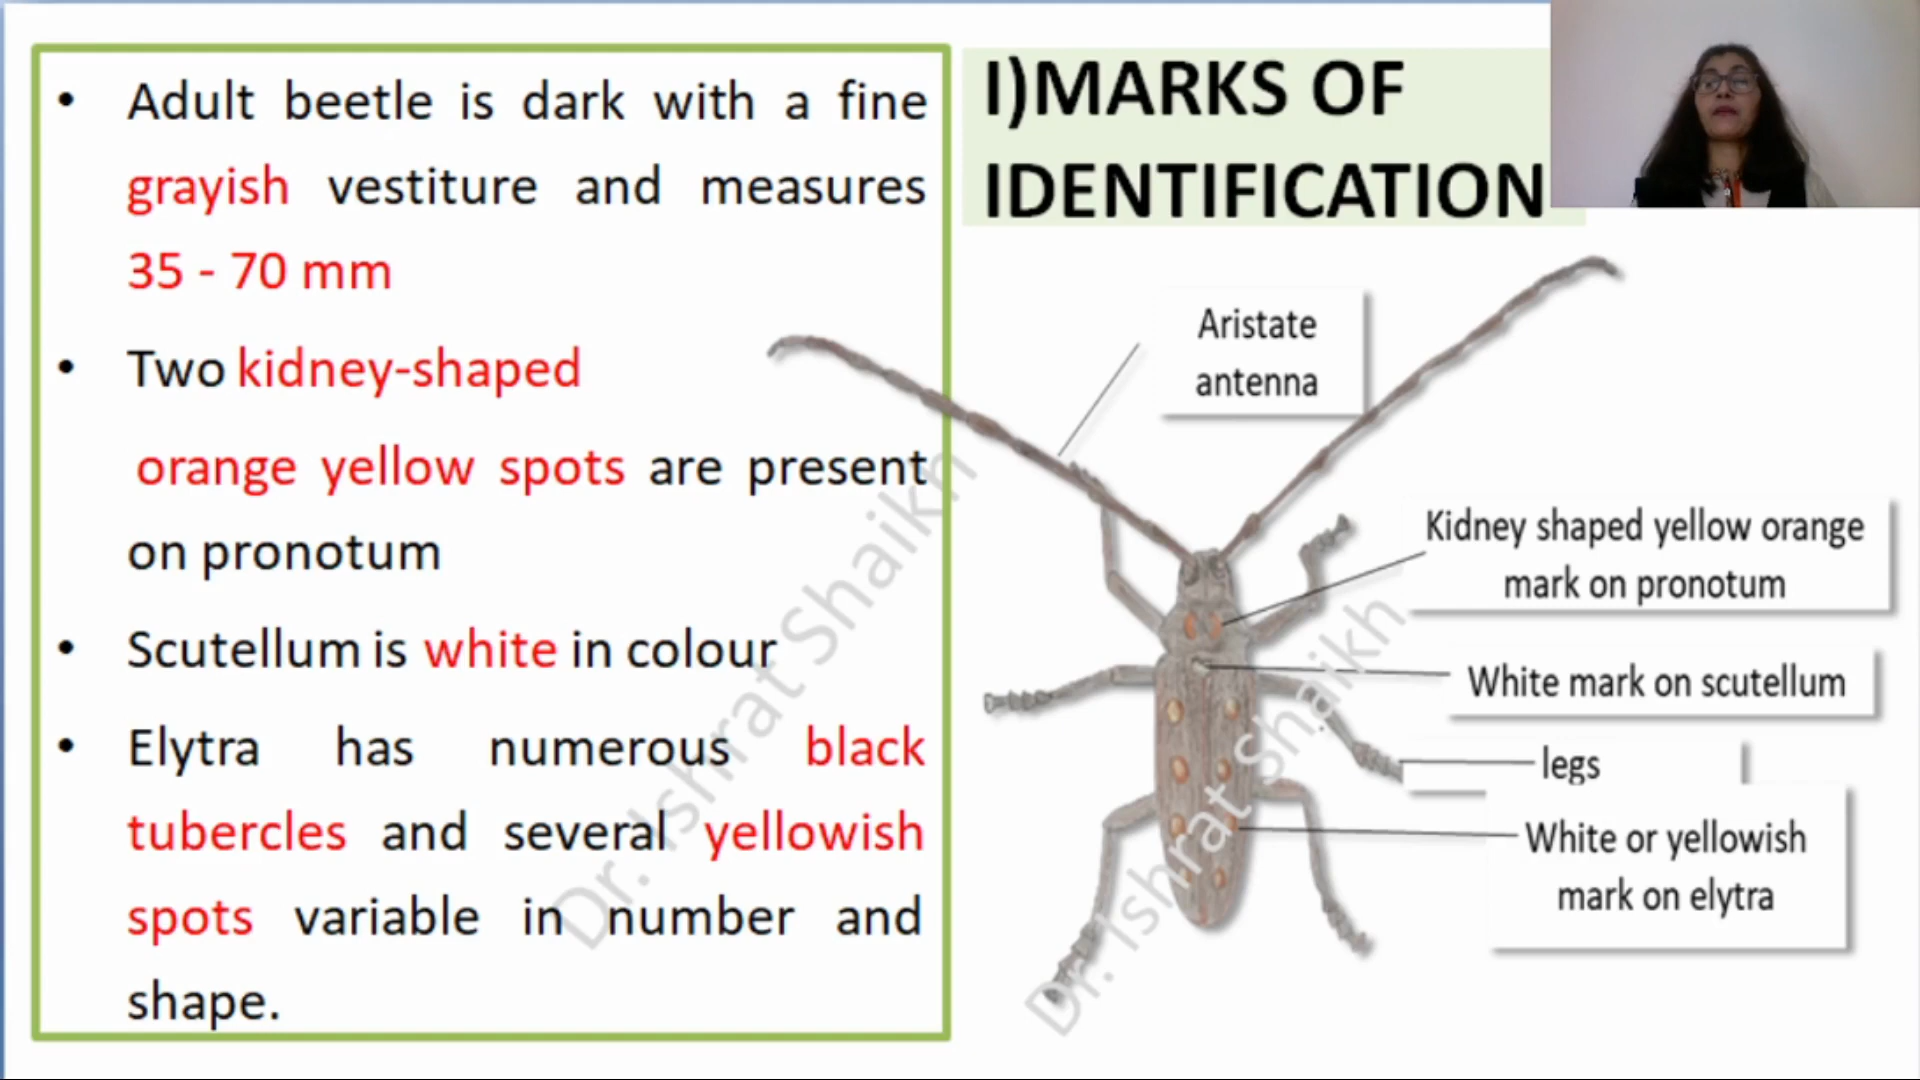 • Adult beetle is dark with a fine
grayish vestiture and measures
35 - 70 mm
• Two kidney-shaped
orange yellow spots are present
on pronotum
• Scutellum is white in colour
• Elytra has numerous black
tubercles and several yellowish
spots variable in number and
shape.
I)MARKS OF
IDENTIFICATION
Aristate
antenna
Kidney shaped yellow orange
mark on pronotum
White mark on scutellum
legs
White or yellowish
mark on elytra
Dr. Ishrat Shaikh
Dr. Ishrat Shaikh